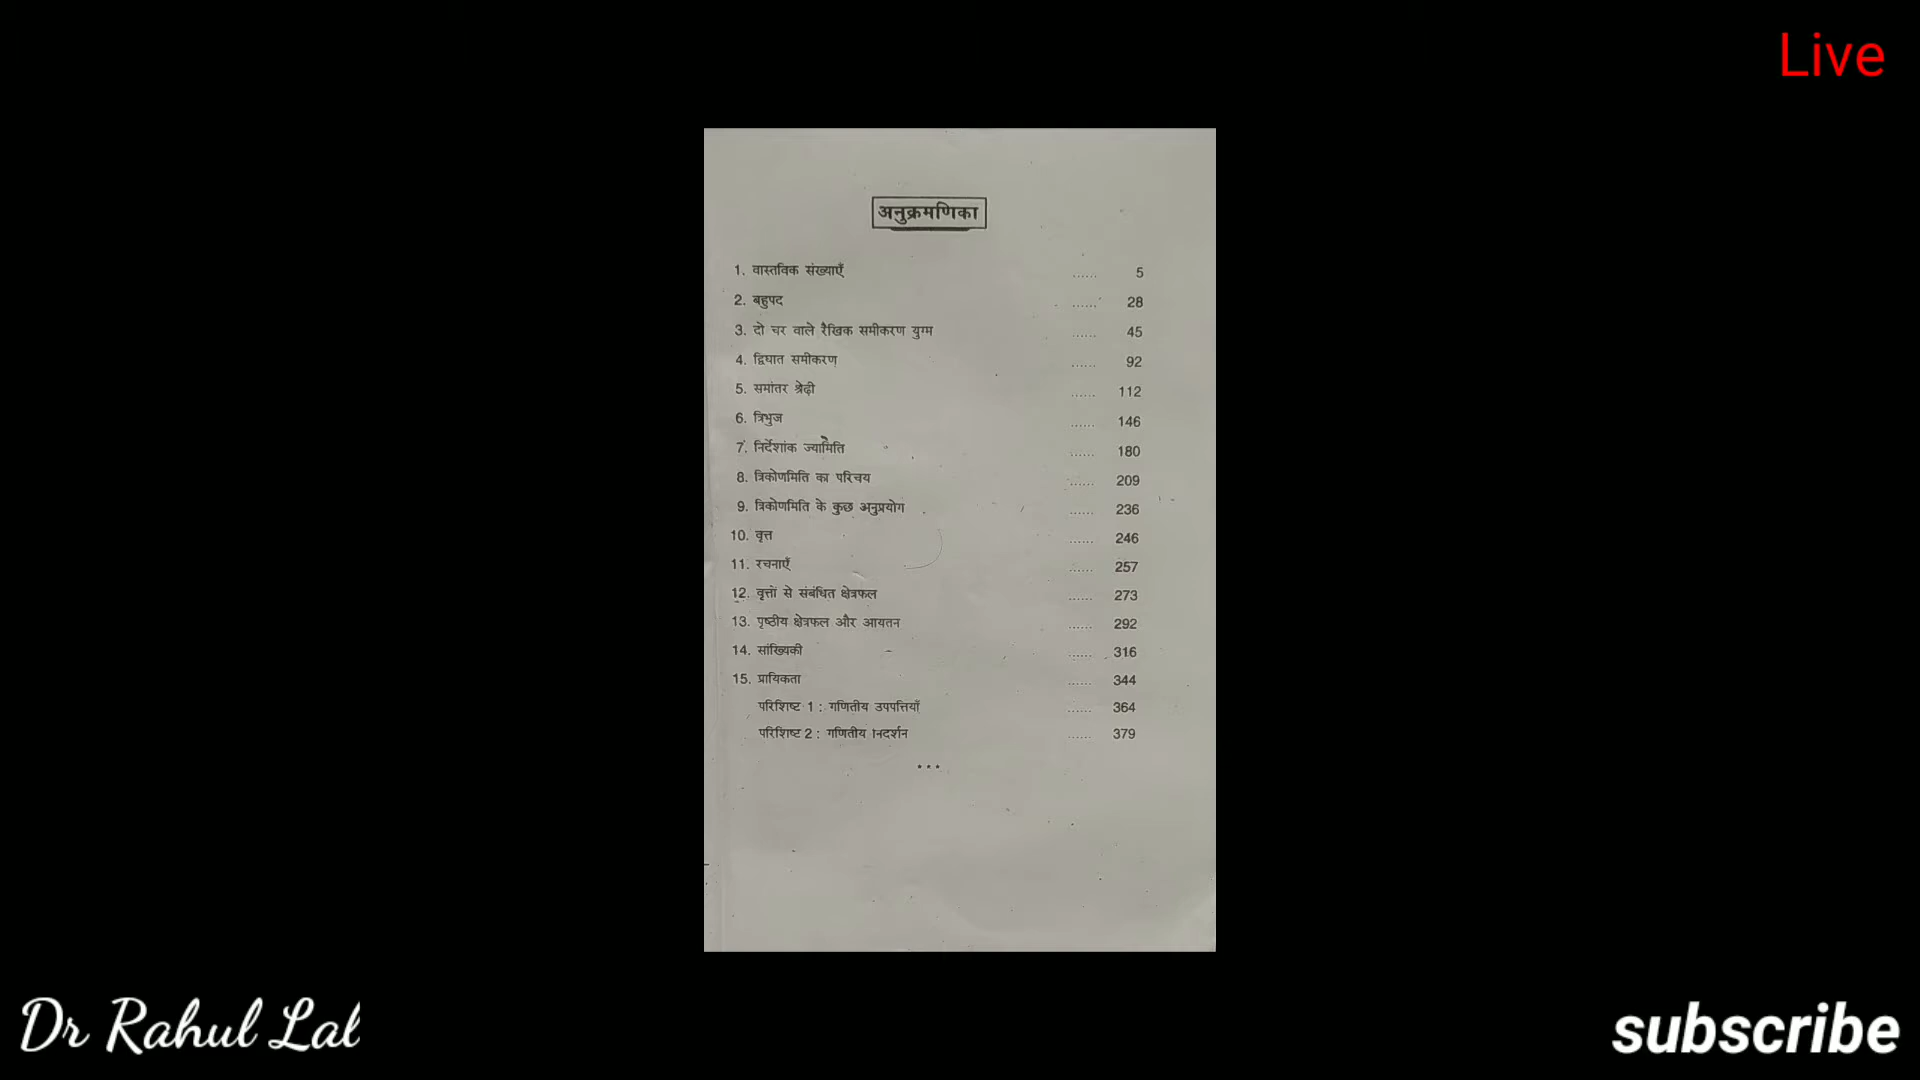 Live
अनुक्रमणिका
1. वास्तविक संख्याएँ ...... 5
2. बहुपद ...... 28
3. दो चर वाले रैखिक समीकरण युग्म ...... 45
4. द्विघात समीकरण ...... 92
5. समांतर श्रेढ़ी ...... 112
6. त्रिभुज ...... 146
7. निर्देशांक ज्यामिति ...... 180
8. त्रिकोणमिति का परिचय ...... 209
9. त्रिकोणमिति के कुछ अनुप्रयोग ...... 236
10. वृत्त ...... 246
11. रचनाएँ ...... 257
12. वृत्तों से संबंधित क्षेत्रफल ...... 273
13. पृष्ठीय क्षेत्रफल और आयतन ...... 292
14. सांख्यिकी ...... 316
15. प्रायिकता ...... 344
परिशिष्ट 1 : गणितीय उपपत्तियाँ ...... 364
परिशिष्ट 2 : गणितीय निदर्शन ...... 379
***
Dr Rahul Lal
subscribe